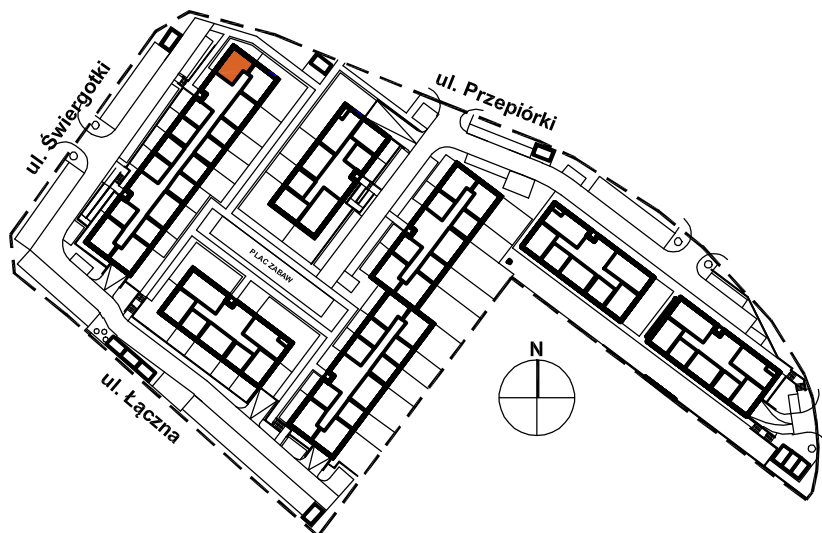 ul. Świergotki
ul. Przepiórki
PLAC ZABAW
N
ul. Łączna